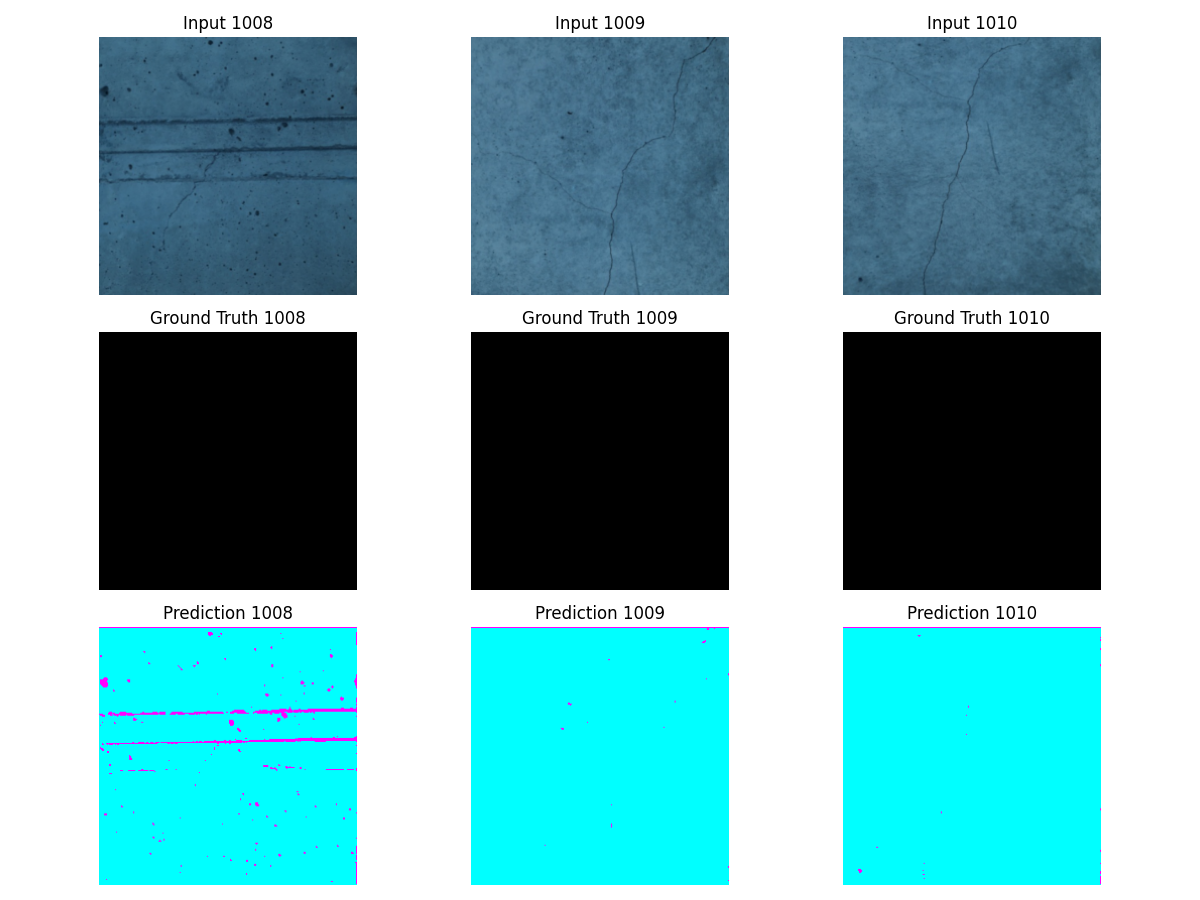 Input 1008
Input 1009
Input 1010
Ground Truth 1008
Ground Truth 1009
Ground Truth 1010
Prediction 1008
Prediction 1009
Prediction 1010